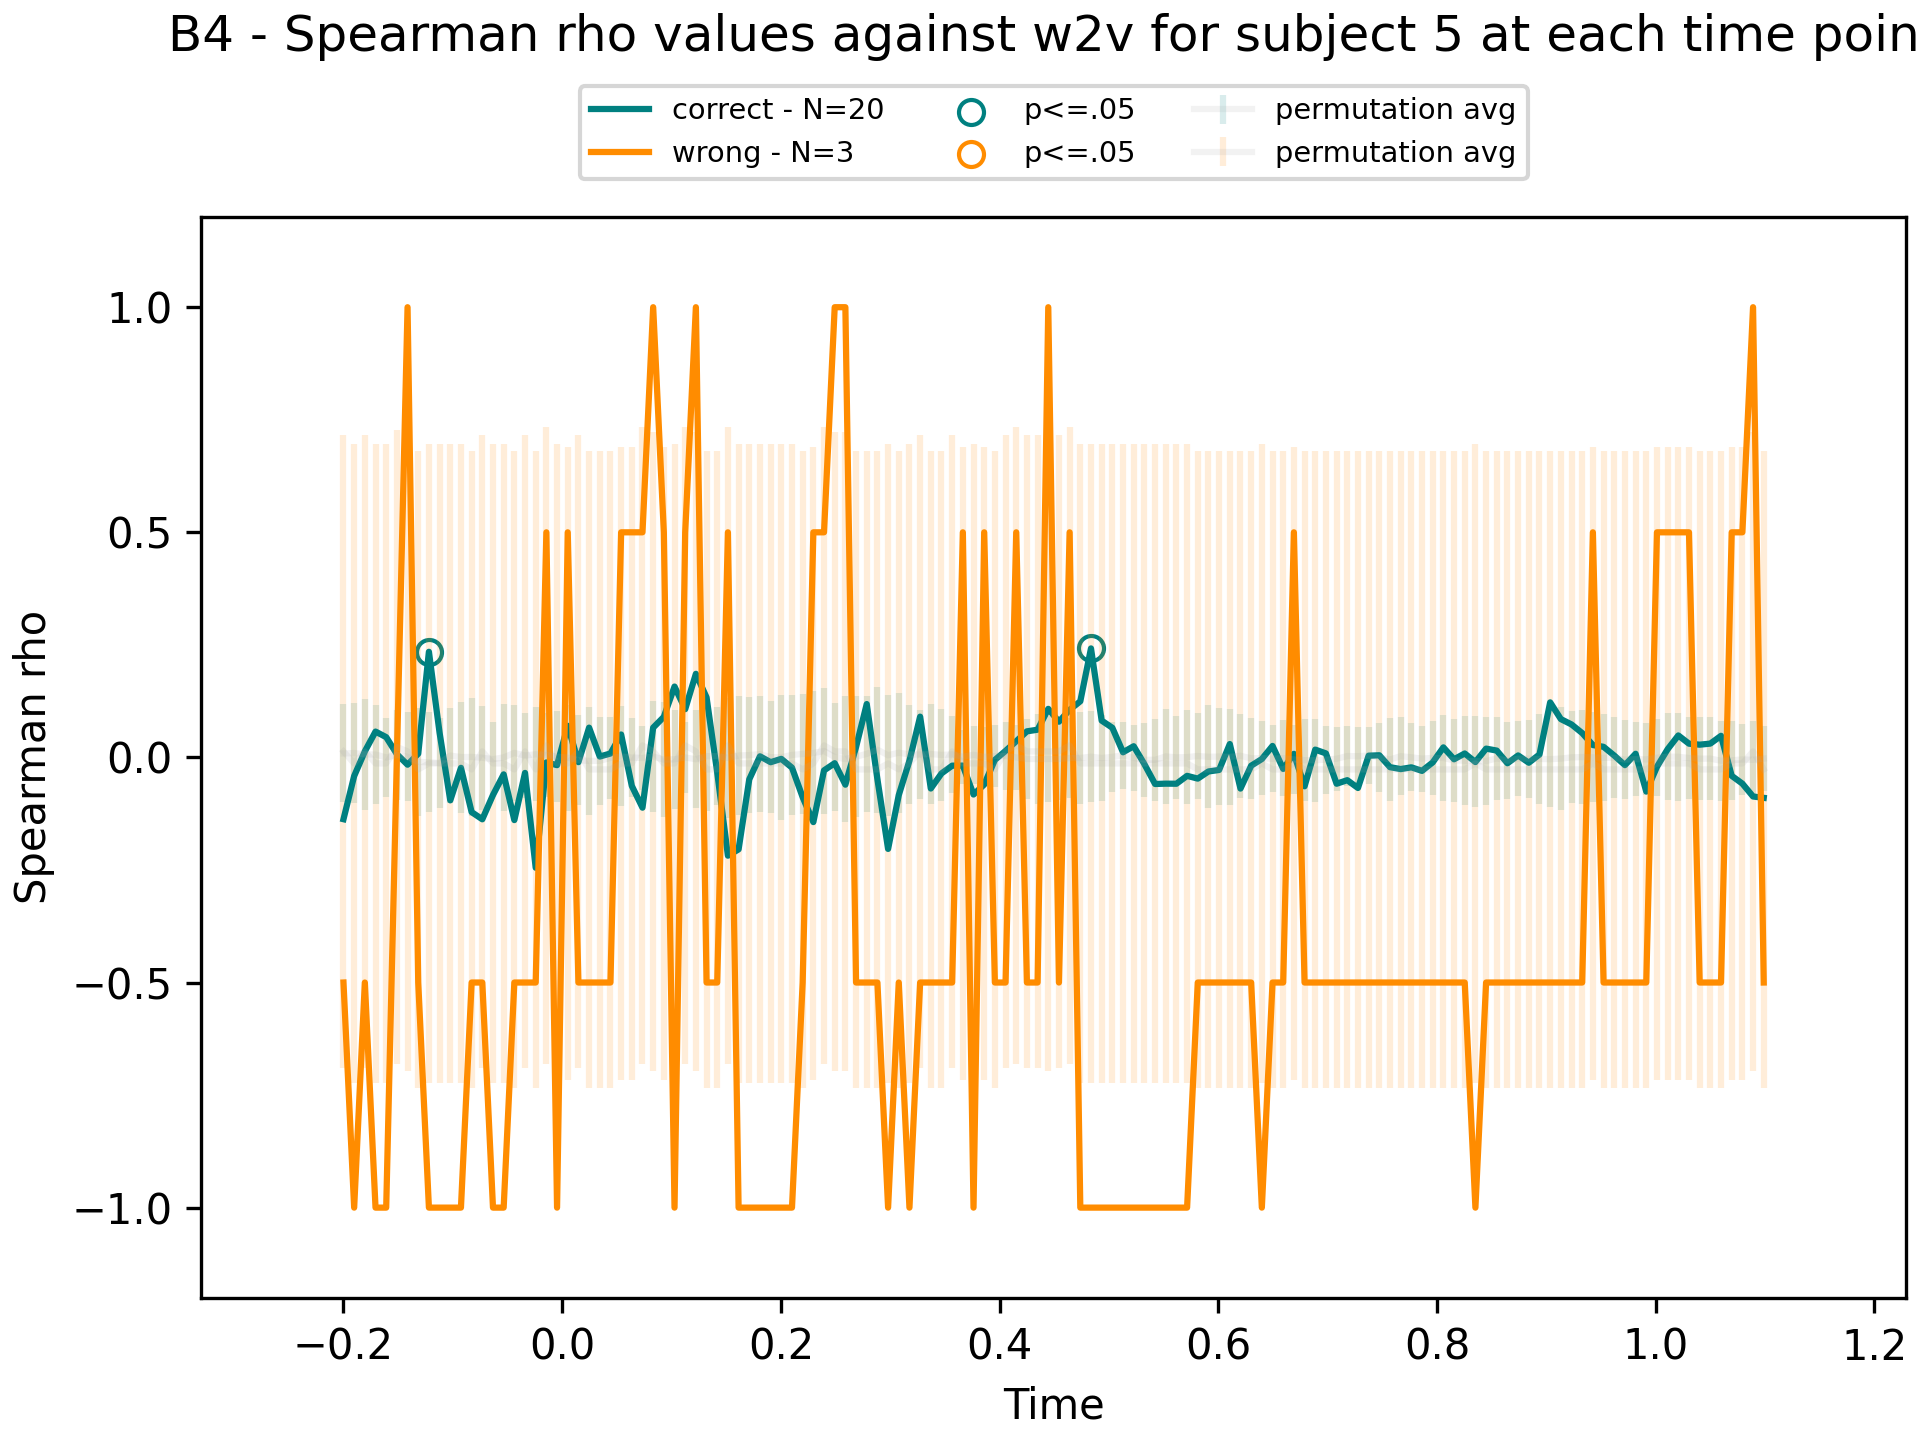 B4 - Spearman rho values against w2v for subject 5 at each time poin
correct - N=20
wrong - N=3
p<=.05
p<=.05
permutation avg
permutation avg
Spearman rho
1.0
0.5
0.0
−0.5
−1.0
−0.2 0.0 0.2 0.4 0.6 0.8 1.0 1.2
Time